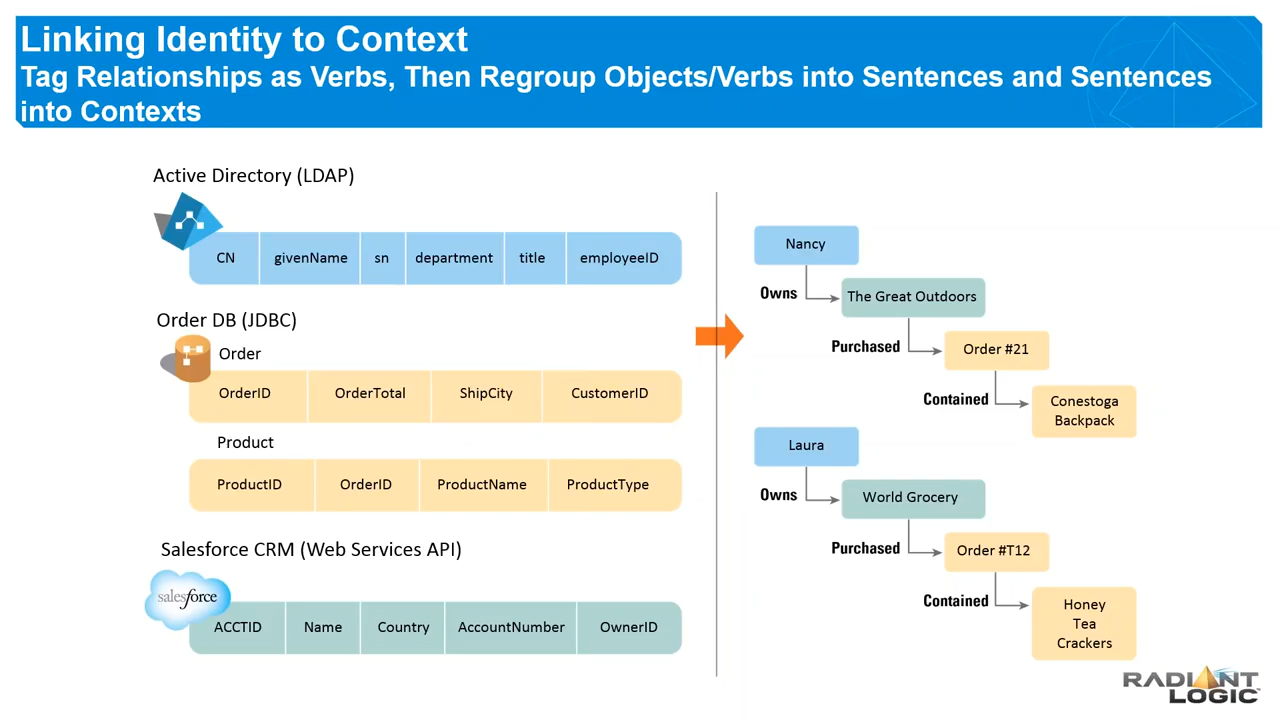 Linking Identity to Context
Tag Relationships as Verbs, Then Regroup Objects/Verbs into Sentences and Sentences
into Contexts
Active Directory (LDAP)
CN givenName sn department title employeeID
Order DB (JDBC)
Order
OrderID OrderTotal ShipCity CustomerID
Product
ProductID OrderID ProductName ProductType
Salesforce CRM (Web Services API)
salesforce
ACCTID Name Country AccountNumber OwnerID
Nancy
Owns
The Great Outdoors
Purchased
Order #21
Contained
Conestoga
Backpack
Laura
Owns
World Grocery
Purchased
Order #T12
Contained
Honey
Tea
Crackers
RADIANT
LOGIC